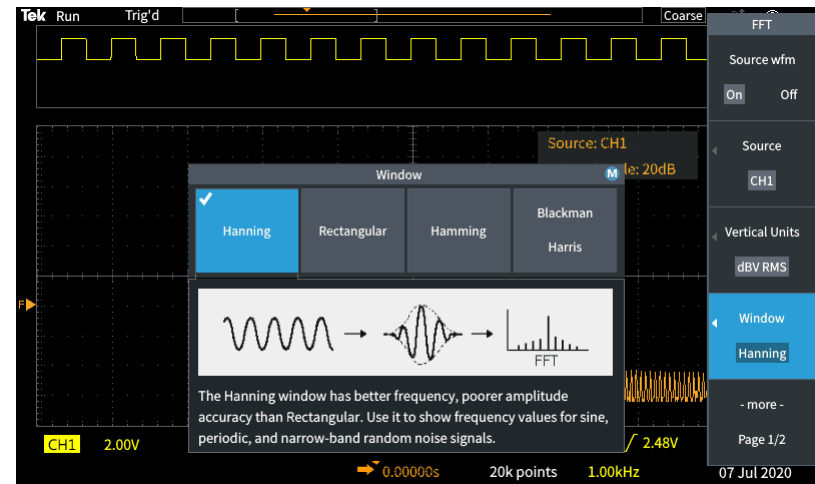 Tek Run Trig'd [ ] Coarse
FFT
Source wfm
On Off
Source: CH1
Source
CH1
le: 20dB
Window M
Hanning Rectangular Hamming Blackman
Harris
Vertical Units
dBV RMS
F
Window
Hanning
FFT
The Hanning window has better frequency, poorer amplitude
accuracy than Rectangular. Use it to show frequency values for sine,
periodic, and narrow-band random noise signals.
- more -
Page 1/2
CH1 2.00V 2.48V
0.00000s 20k points 1.00kHz 07 Jul 2020